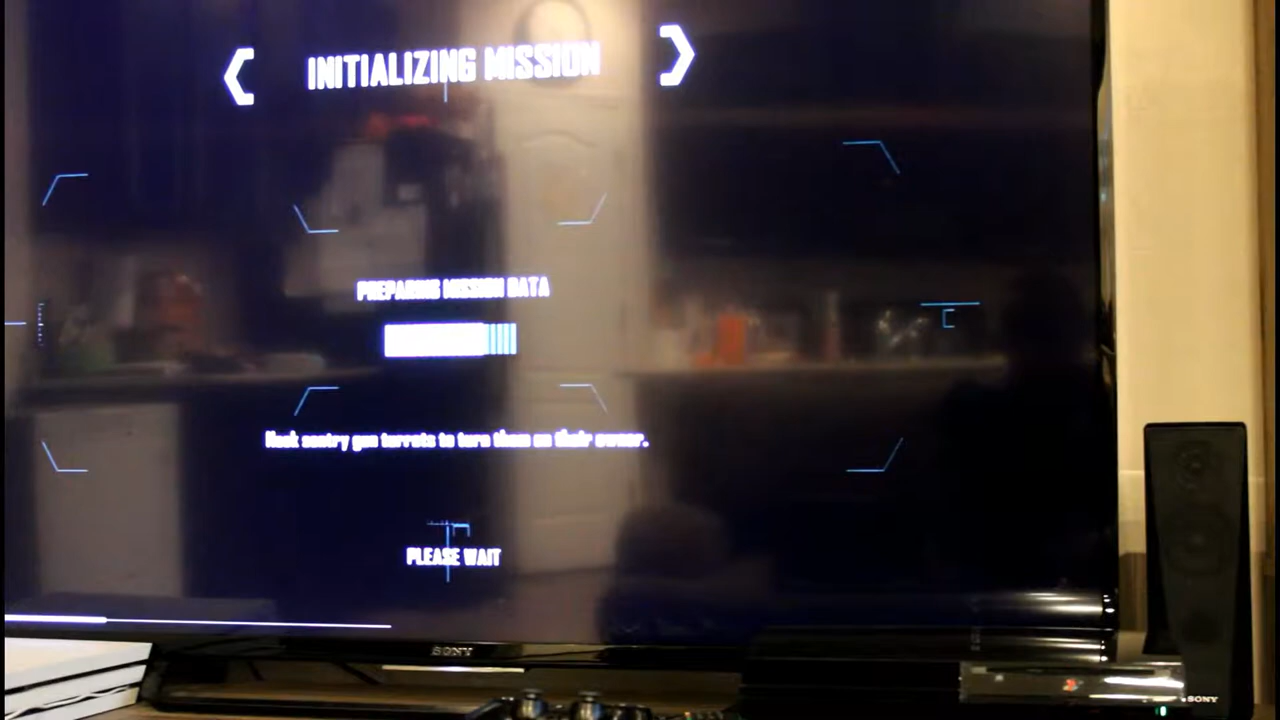 INITIALIZING MISSION
PREPARING MISSION DATA
Hack sentry gun turrets to turn them on their owner.
PLEASE WAIT
SONY
SONY